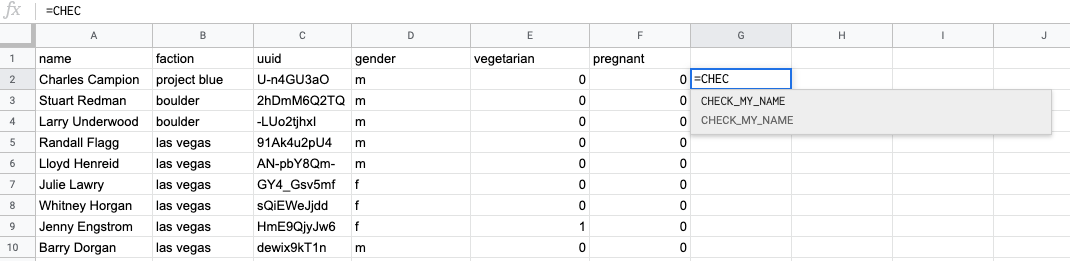 fx =CHEC
A B C D E F G H I J
1 name faction uuid gender vegetarian pregnant
2 Charles Campion project blue U-n4GU3aO m 0 0 =CHEC
3 Stuart Redman boulder 2hDmM6Q2TQ m 0 0 CHECK_MY_NAME
4 Larry Underwood boulder -LUo2tjhxI m 0 0 CHECK_MY_NAME
5 Randall Flagg las vegas 91Ak4u2pU4 m 0 0
6 Lloyd Henreid las vegas AN-pbY8Qm- m 0 0
7 Julie Lawry las vegas GY4_Gsv5mf f 0 0
8 Whitney Horgan las vegas sQiEWeJjdd f 0 0
9 Jenny Engstrom las vegas HmE9QjyJw6 f 1 0
10 Barry Dorgan las vegas dewix9kT1n m 0 0